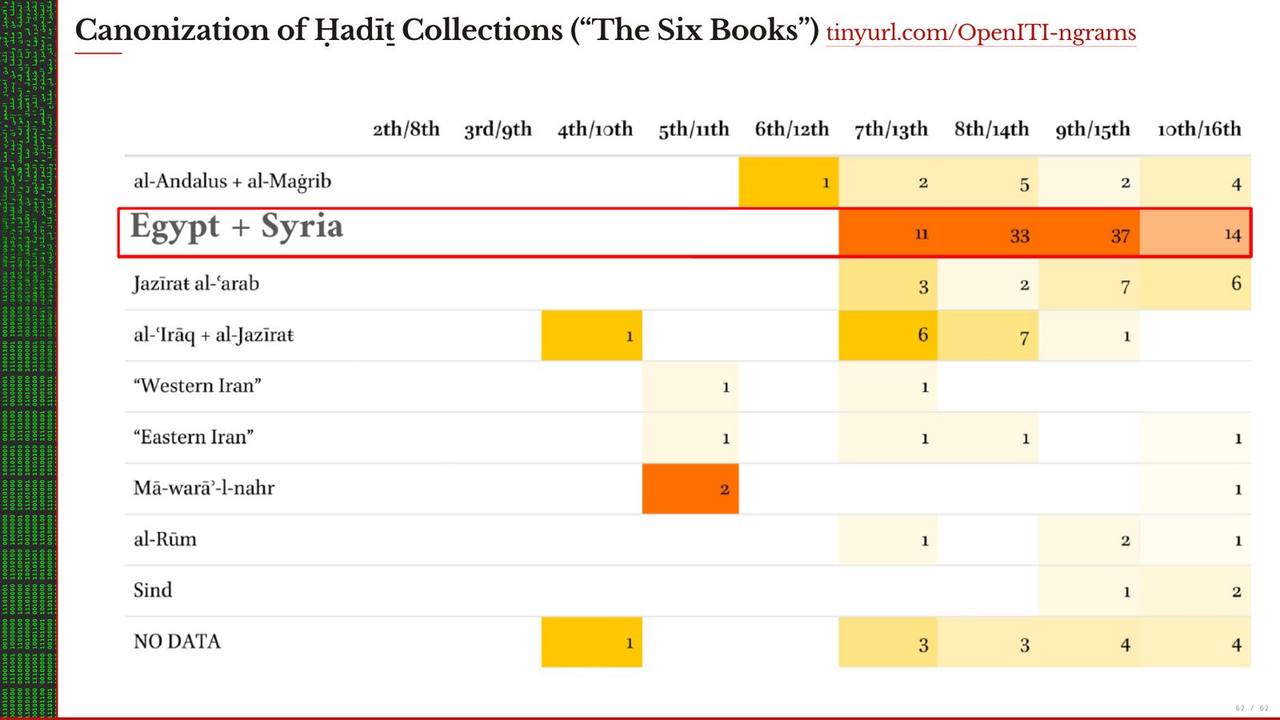 Canonization of Ḥadīṯ Collections (“The Six Books”) tinyurl.com/OpenITI-ngrams
2th/8th 3rd/9th 4th/10th 5th/11th 6th/12th 7th/13th 8th/14th 9th/15th 10th/16th
al-Andalus + al-Maġrib 1 2 5 2 4
Egypt + Syria 11 33 37 14
Jazīraŧ al-ʿarab 3 2 7 6
al-ʿIrāq + al-Jazīraŧ 1 6 7 1
“Western Iran” 1 1
“Eastern Iran” 1 1 1 1
Mā-warāʾ-l-nahr 2 1
al-Rūm 1 2 1
Sind 1 2
NO DATA 1 3 3 4 4
62 / 62